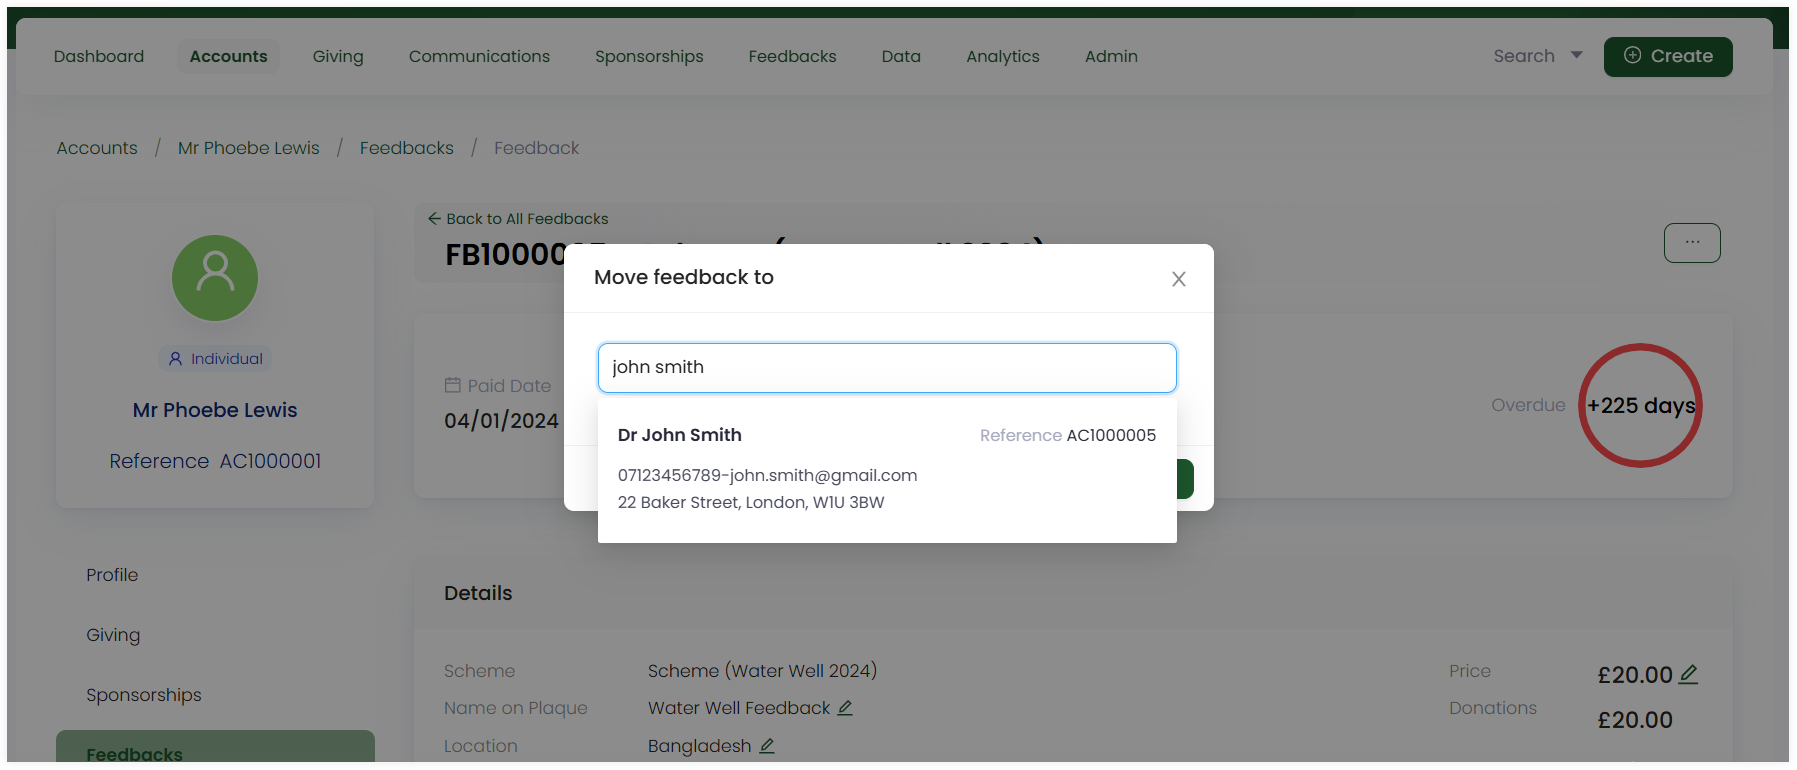 Dashboard Accounts Giving Communications Sponsorships Feedbacks Data Analytics Admin Search Create
Accounts / Mr Phoebe Lewis / Feedbacks / Feedback
Back to All Feedbacks
FB1000
...
Individual
Mr Phoebe Lewis
Reference AC1000001
Profile
Giving
Sponsorships
Feedbacks
Move feedback to
X
john smith
Dr John Smith Reference AC1000005
07123456789-john.smith@gmail.com
22 Baker Street, London, W1U 3BW
Paid Date
04/01/2024
Overdue +225 days
Details
Scheme Scheme (Water Well 2024) Price £20.00
Name on Plaque Water Well Feedback Donations £20.00
Location Bangladesh